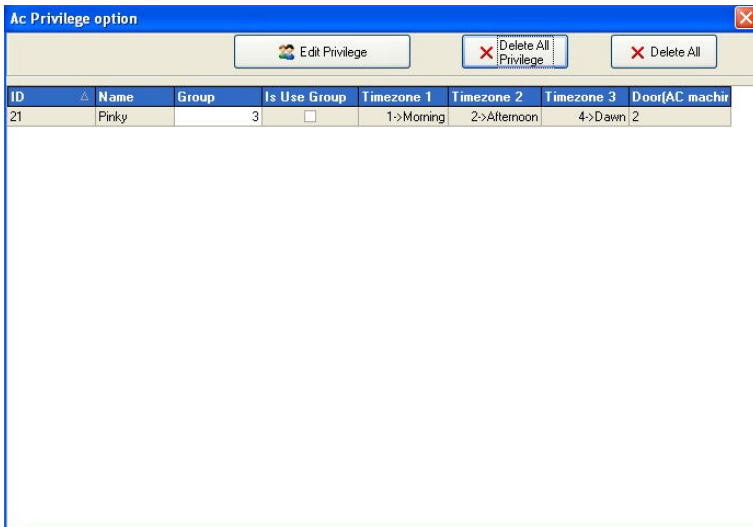 Ac Privilege option
Edit Privilege
Delete All
Privilege
Delete All
ID Name Group Is Use Group Timezone 1 Timezone 2 Timezone 3 Door(AC machin
21 Pinky 3 1->Morning 2->Afternoon 4->Dawn 2